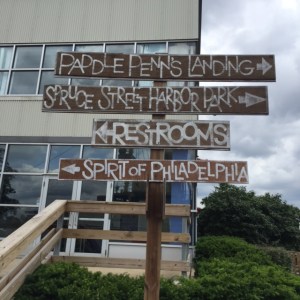 PADDLE PENN'S LANDING →
SPRUCE STREET HARBOR PARK →
← RESTROOMS
← SPIRIT OF PHILADELPHIA